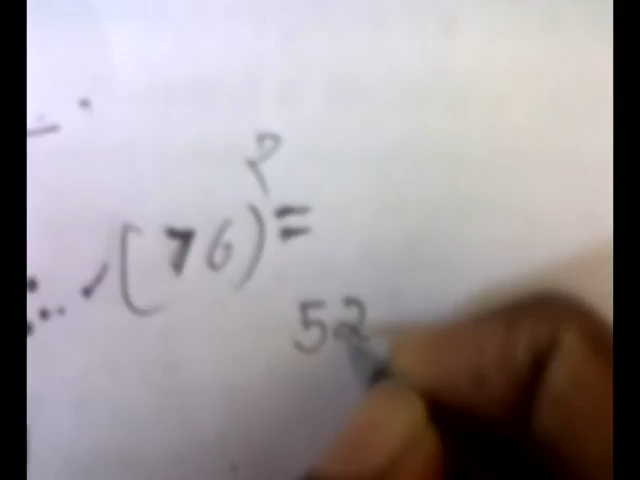 (76)² =
52